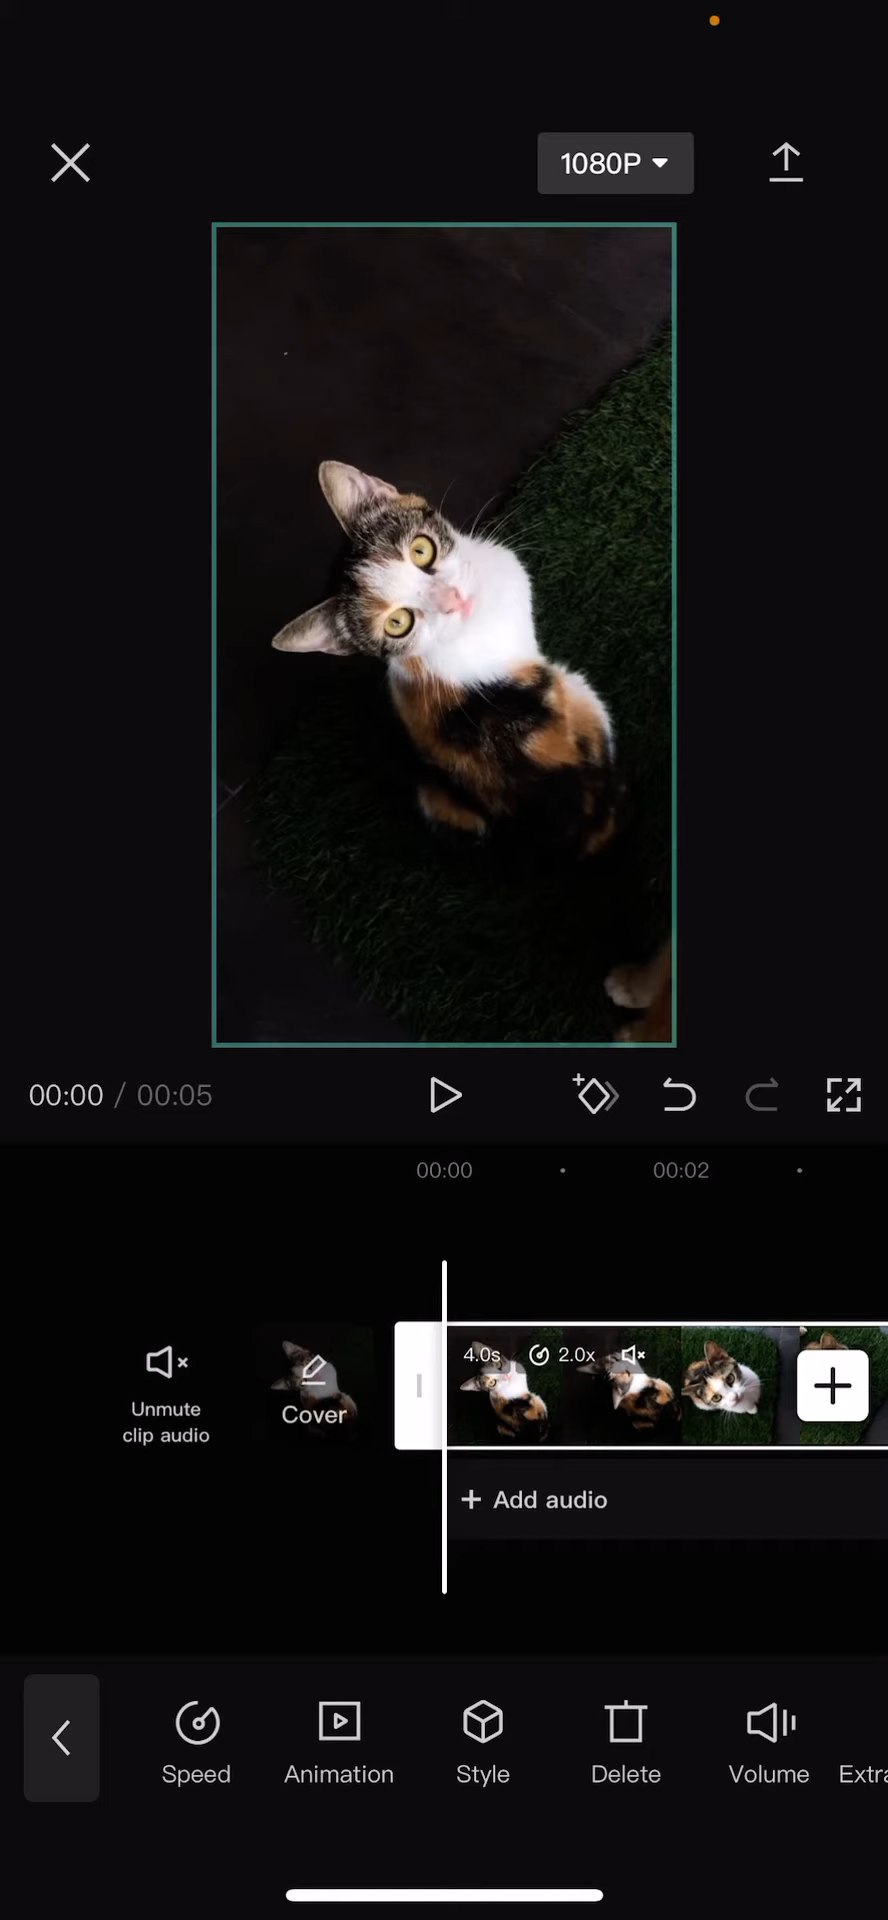 1080P
00:00 / 00:05
00:00 00:02
4.0s 2.0x
Unmute
clip audio
Cover
+ Add audio
Speed Animation Style Delete Volume Extra